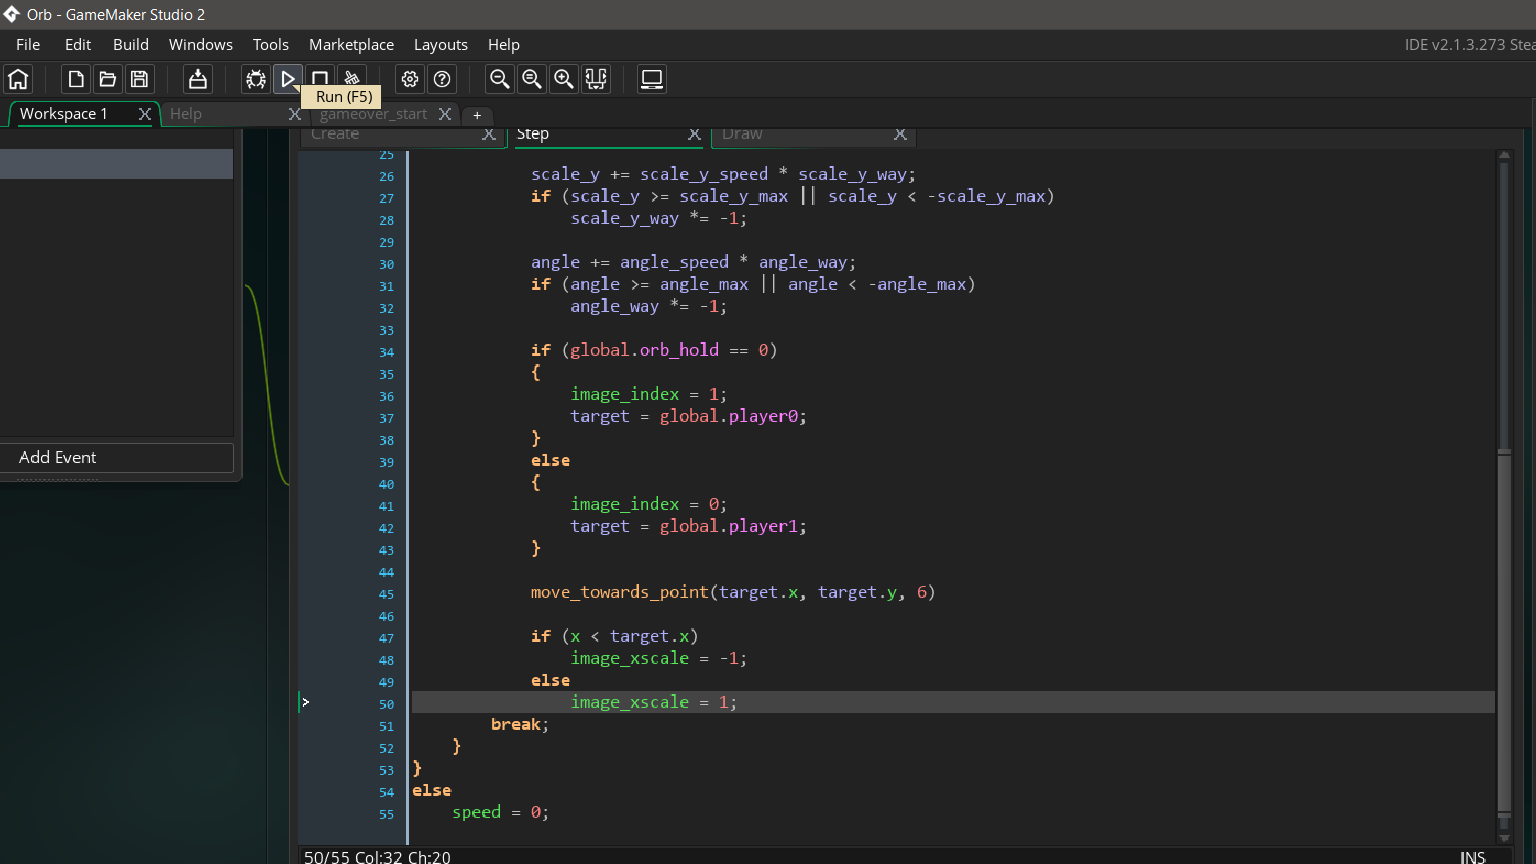 Orb - GameMaker Studio 2
File Edit Build Windows Tools Marketplace Layouts Help
IDE v2.1.3.273 Stea
Run (F5)
Workspace 1 X Help X gameover_start X +
Create X Step X Draw X
25
26 scale_y += scale_y_speed * scale_y_way;
27 if (scale_y >= scale_y_max || scale_y < -scale_y_max)
28 scale_y_way *= -1;
29
30 angle += angle_speed * angle_way;
31 if (angle >= angle_max || angle < -angle_max)
32 angle_way *= -1;
33
34 if (global.orb_hold == 0)
35 {
36 image_index = 1;
37 target = global.player0;
38 }
39 else
40 {
41 image_index = 0;
42 target = global.player1;
43 }
44
45 move_towards_point(target.x, target.y, 6)
46
47 if (x < target.x)
48 image_xscale = -1;
49 else
50 image_xscale = 1;
51 break;
52 }
53 }
54 else
55 speed = 0;
Add Event
50/55 Col:32 Ch:20
INS